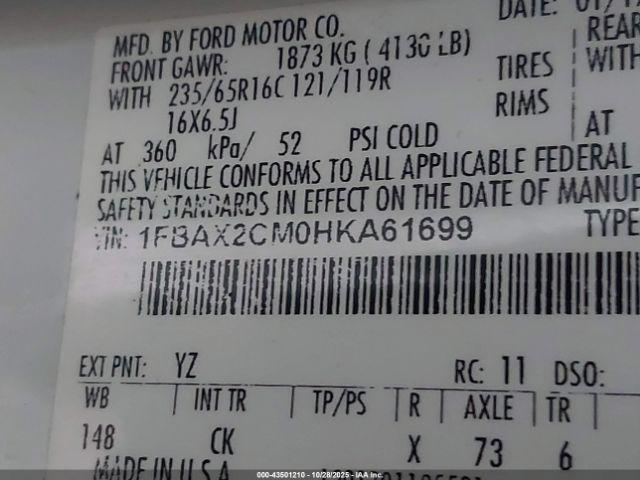 MFD. BY FORD MOTOR CO.
DATE:
FRONT GAWR: 1873 KG ( 4130 LB)
REAR
WITH 235/65R16C 121/119R TIRES
WITH
16X6.5J RIMS
AT 360 kPa/ 52 PSI COLD
AT
THIS VEHICLE CONFORMS TO ALL APPLICABLE FEDERAL
SAFETY STANDARDS IN EFFECT ON THE DATE OF MANUF
VIN: 1FBAX2CM0HKA61699 TYPE
EXT PNT: YZ RC: 11 DSO:
WB INT TR TP/PS R AXLE TR
148 CK X 73 6
MADE IN U.S.A.
000-43501210 - 10/28/2025 - IAA Inc.